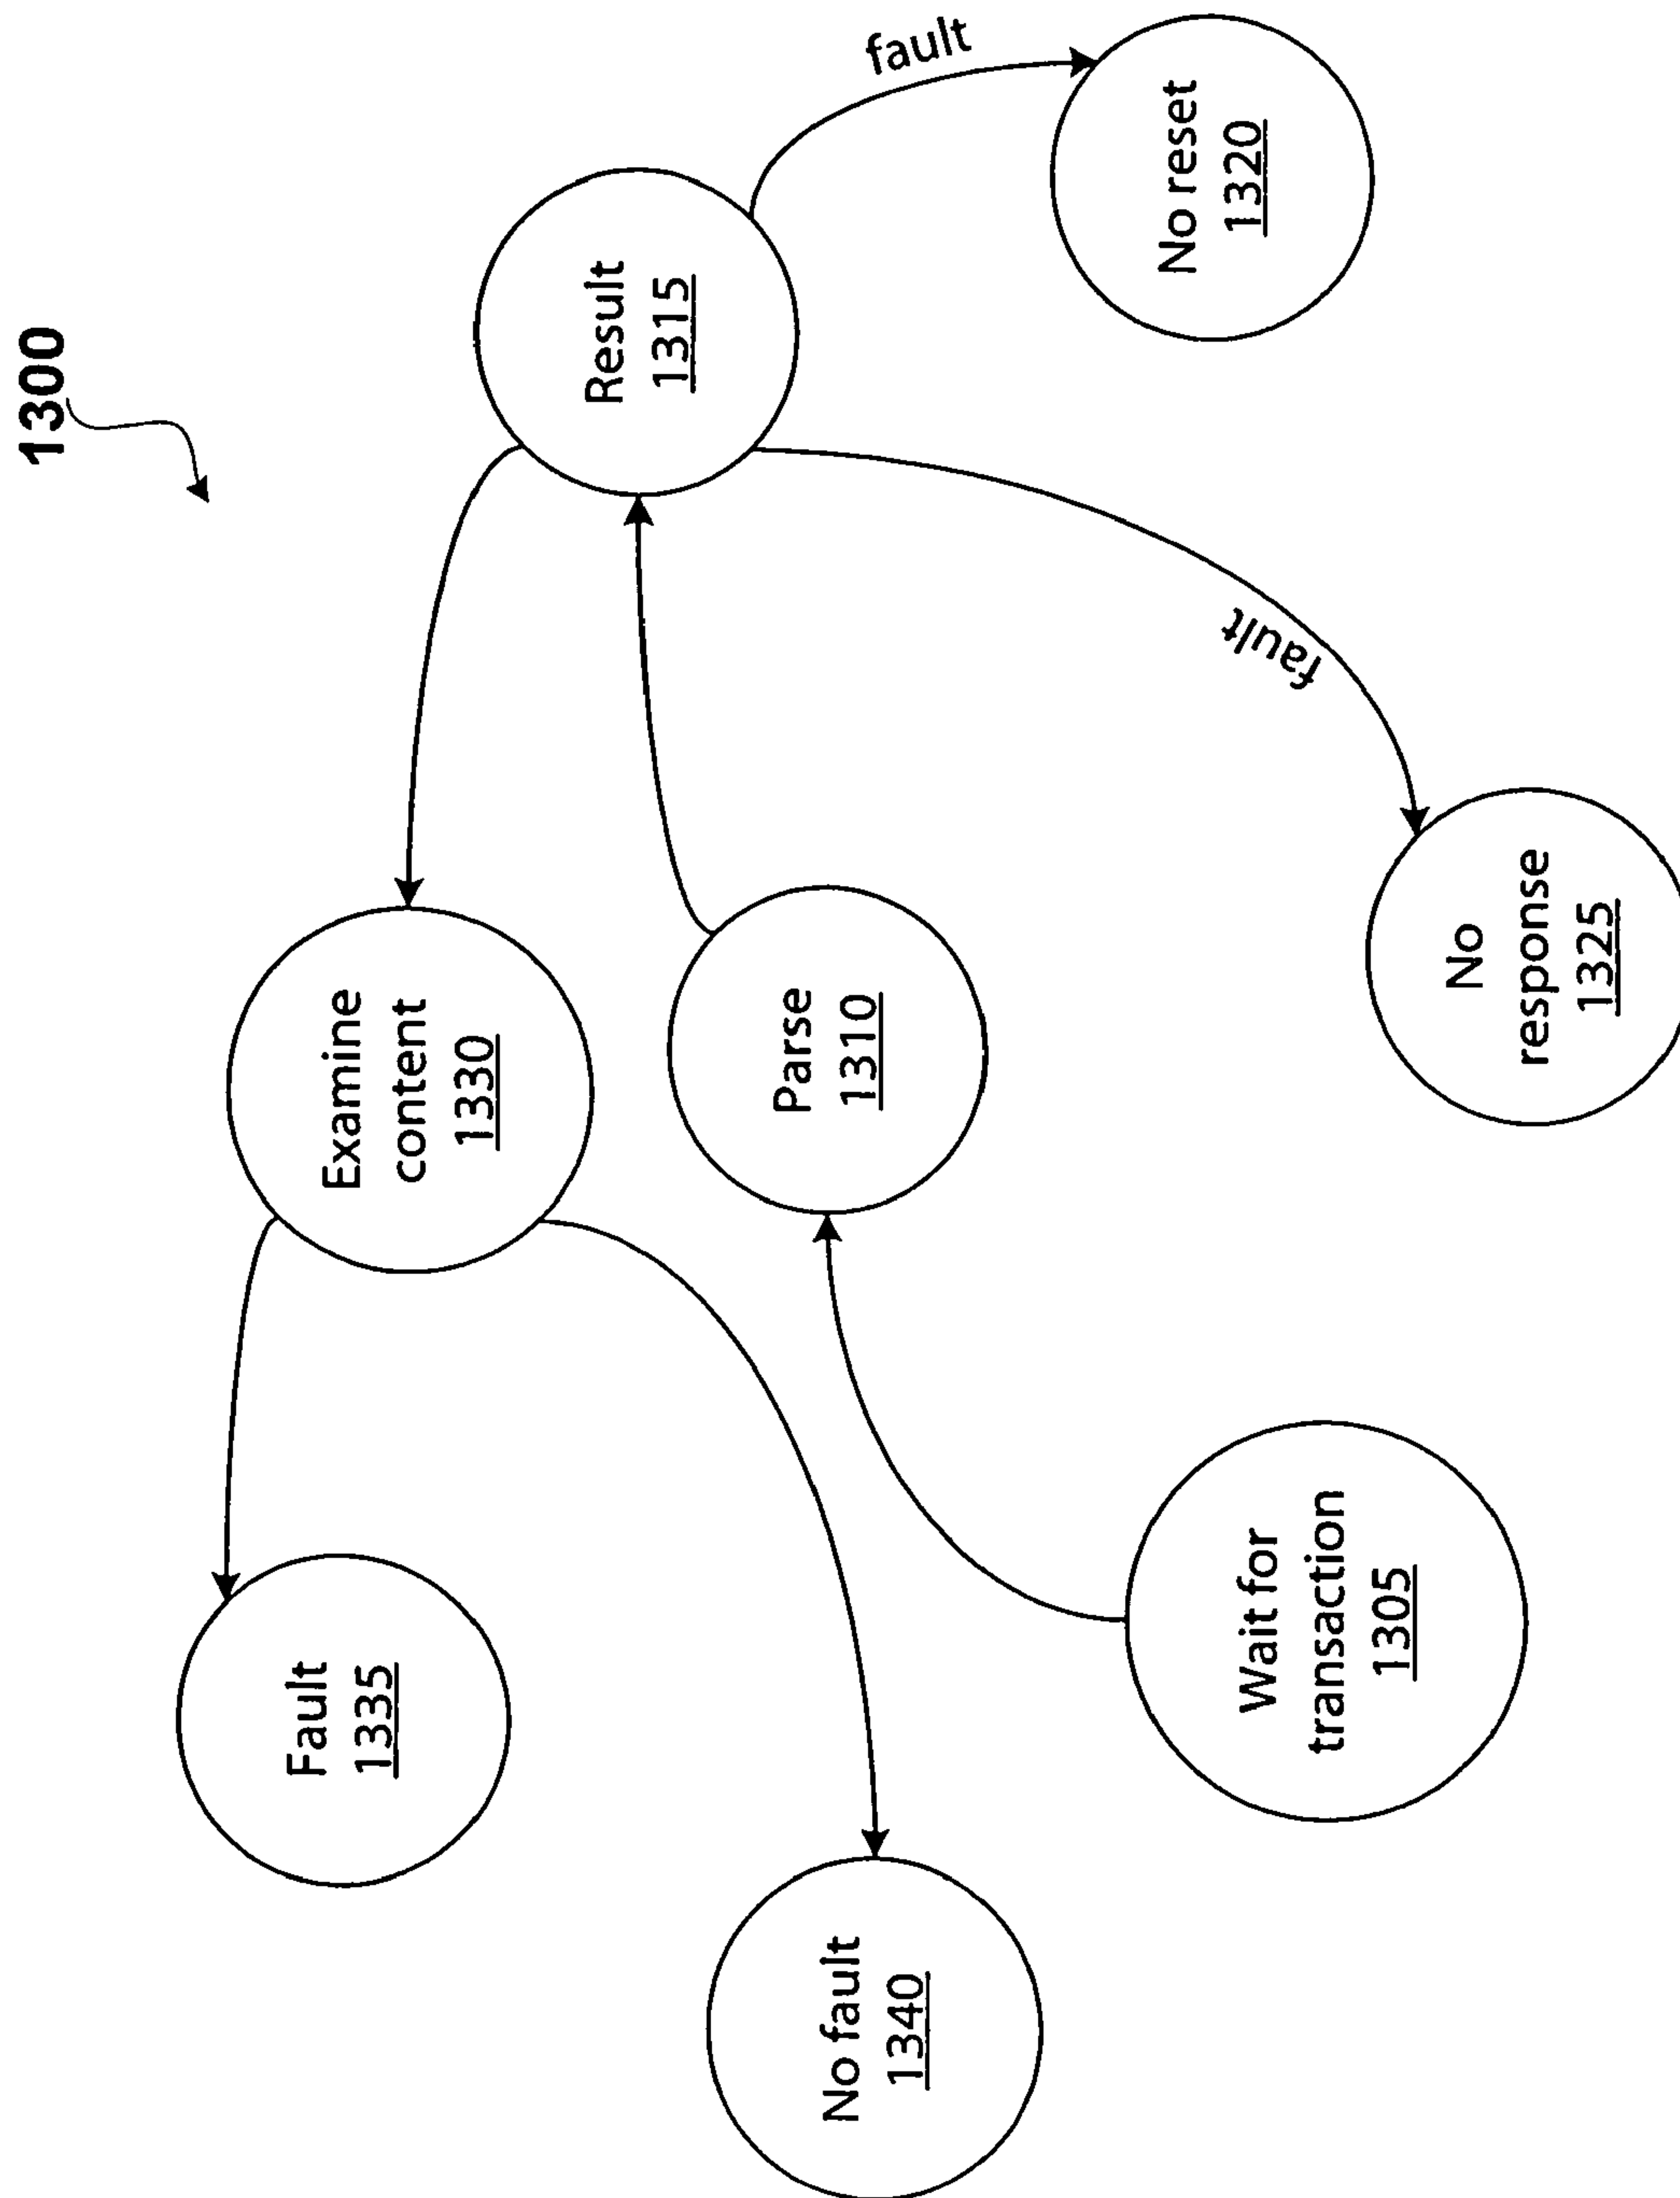 1300
Fault
1335
Examine
content
1330
Result
1315
No fault
1340
Parse
1310
fault
Wait for
transaction
1305
fault
No reset
1320
No
response
1325